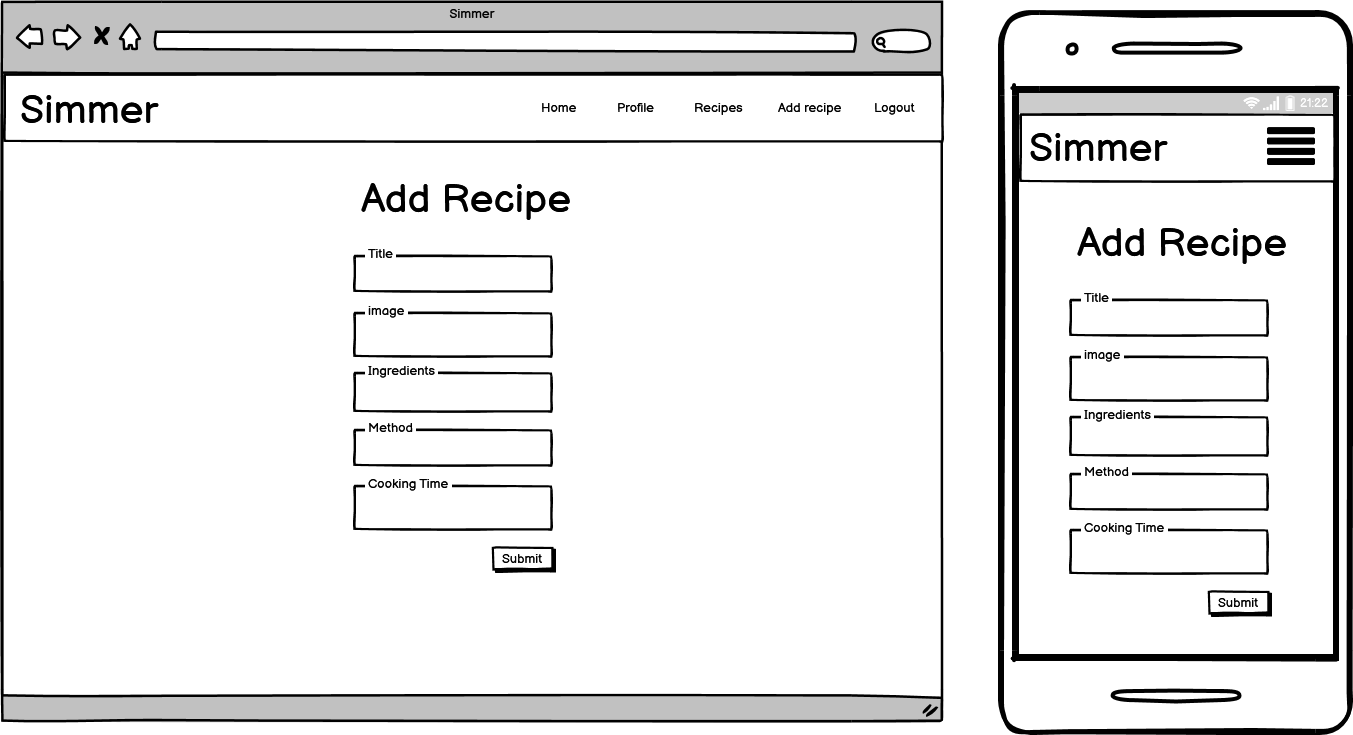 Simmer
Simmer
Home Profile Recipes Add recipe Logout
Add Recipe
Title
image
Ingredients
Method
Cooking Time
Submit
21:22
Simmer
Add Recipe
Title
image
Ingredients
Method
Cooking Time
Submit